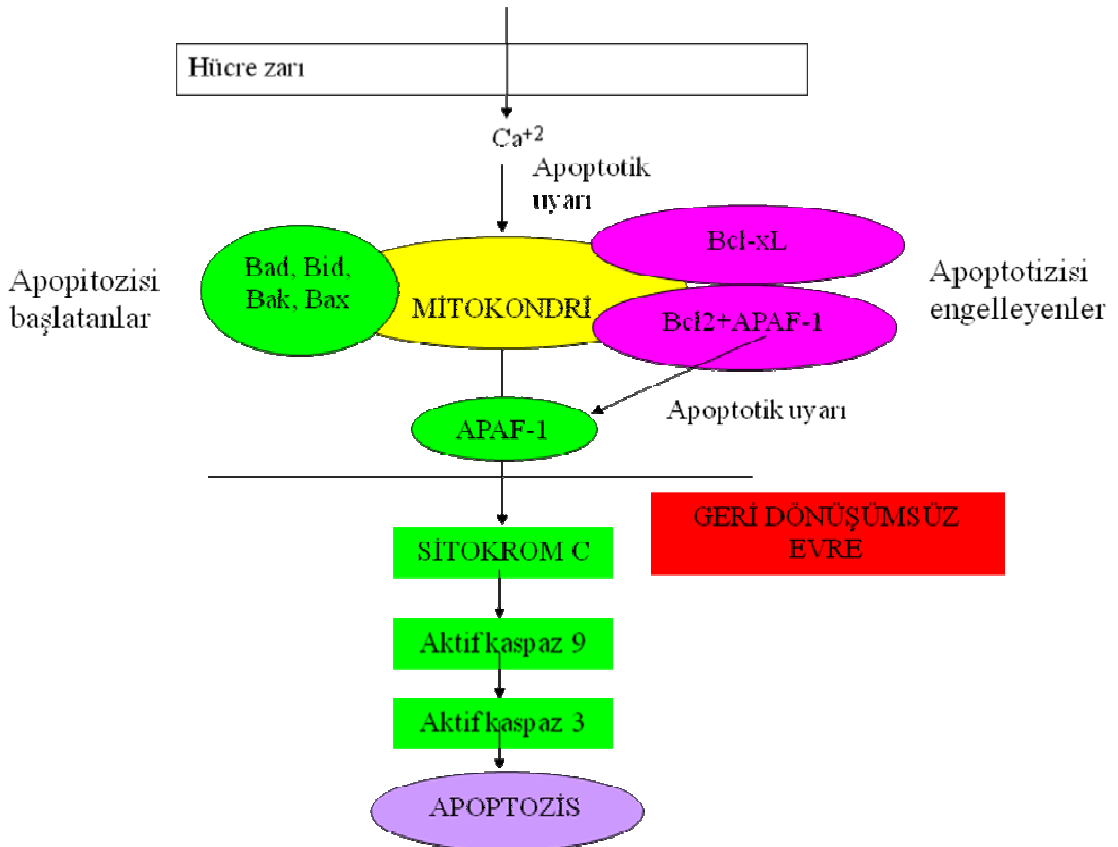 Hücre zarı
Ca+2
Apoptotik
uyarı
Apopitozisi
başlatanlar
Bad, Bid,
Bak, Bax
MİTOKONDRİ
Bcl-xL
Bcl2+APAF-1
Apoptotizisi
engelleyenler
Apoptotik uyarı
APAF-1
GERİ DÖNÜŞÜMSÜZ
EVRE
SİTOKROM C
Aktif kaspaz 9
Aktif kaspaz 3
APOPTOZİS